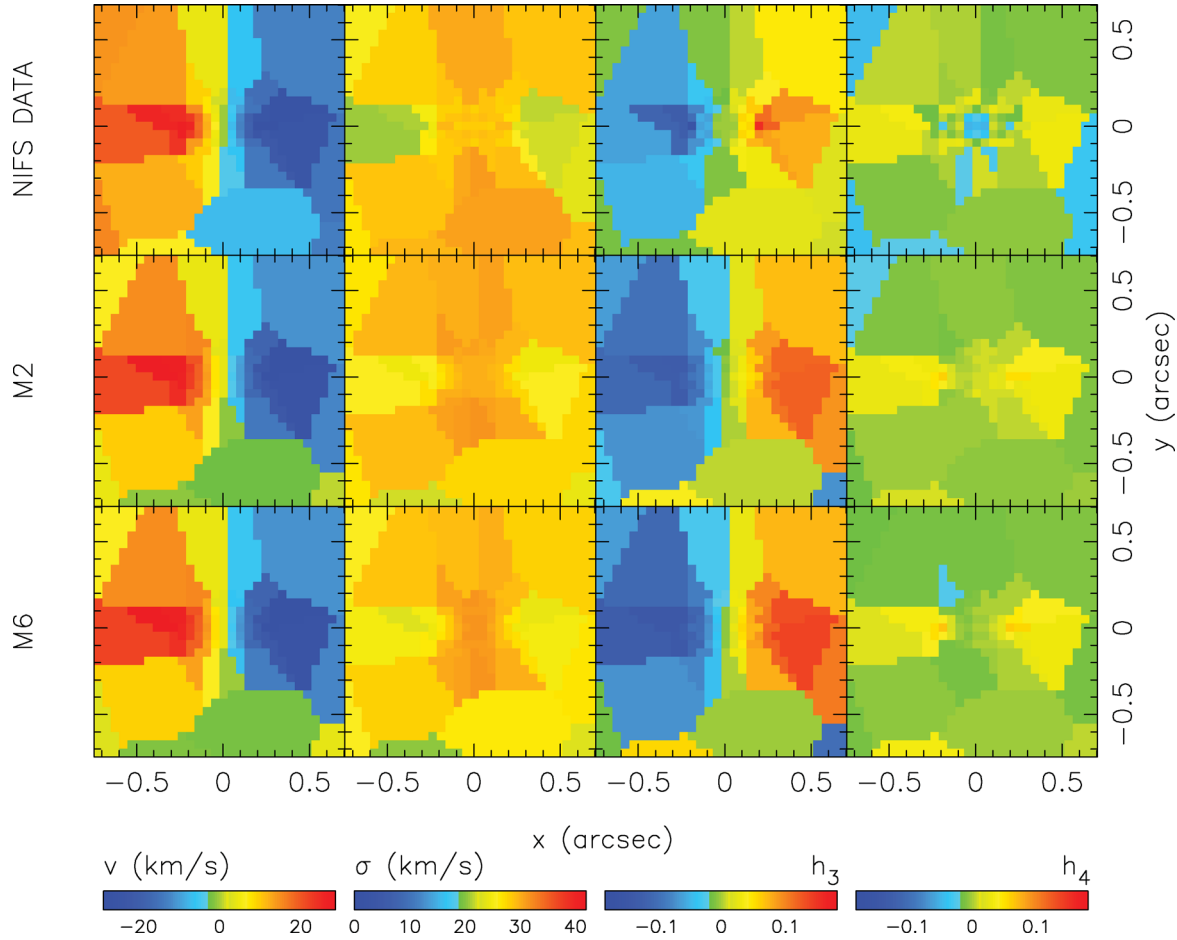 NIFS DATA
0.5
0
−0.5
M2
0.5
0
−0.5
y (arcsec)
M6
0.5
0
−0.5
−0.5 0 0.5 −0.5 0 0.5 −0.5 0 0.5 −0.5 0 0.5
x (arcsec)
v (km/s) σ (km/s) h₃ h₄
−20 0 20 0 10 20 30 40 −0.1 0 0.1 −0.1 0 0.1